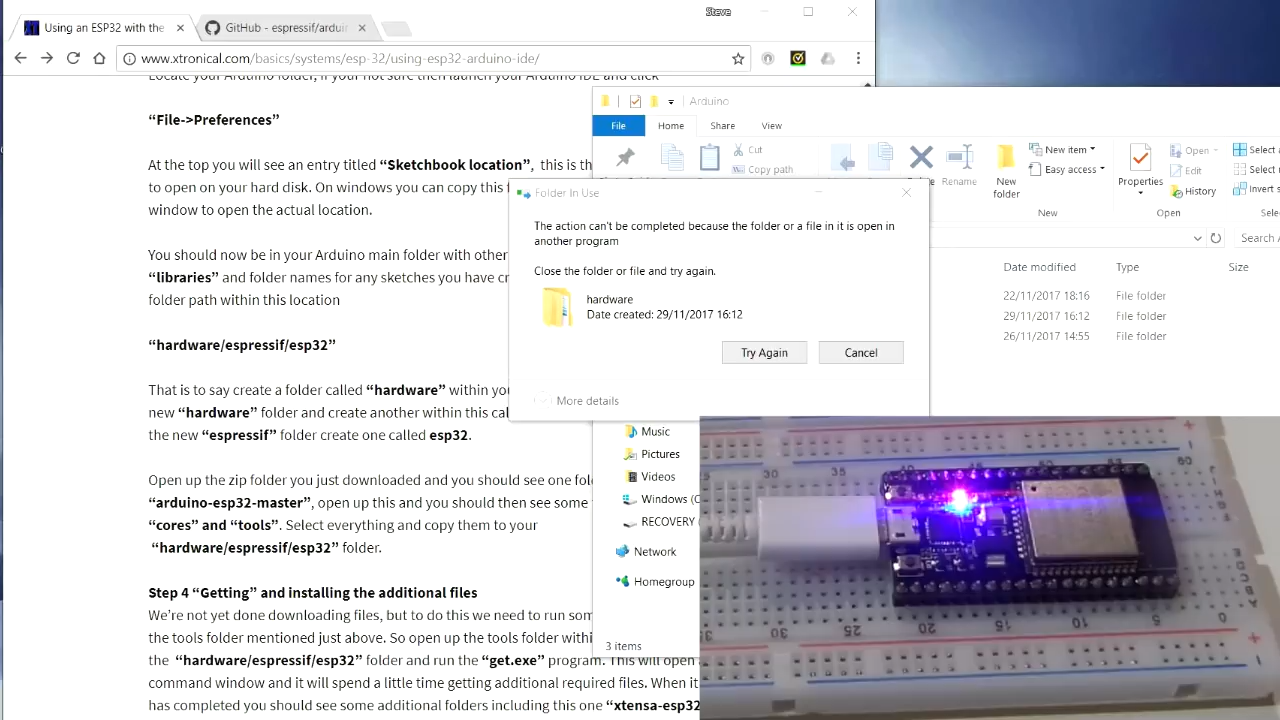 Steve
Using an ESP32 with the
GitHub - espressif/arduin
www.xtronical.com/basics/systems/esp-32/using-esp32-arduino-ide/
Locate your Arduino folder, if your not sure then launch your Arduino IDE and click
“File->Preferences”
At the top you will see an entry titled “Sketchbook location”, this is th
to open on your hard disk. On windows you can copy this
window to open the actual location.
You should now be in your Arduino main folder with other
“libraries” and folder names for any sketches you have cr
folder path within this location
“hardware/espressif/esp32”
That is to say create a folder called “hardware” within yo
new “hardware” folder and create another within this cal
the new “espressif” folder create one called esp32.
Open up the zip folder you just downloaded and you should see one fol
“arduino-esp32-master”, open up this and you should then see some
“cores” and “tools”. Select everything and copy them to your
“hardware/espressif/esp32” folder.
Step 4 “Getting” and installing the additional files
We’re not yet done downloading files, but to do this we need to run som
the tools folder mentioned just above. So open up the tools folder withi
the “hardware/espressif/esp32” folder and run the “get.exe” program. This will open
command window and it will spend a little time getting additional required files. When it
has completed you should see some additional folders including this one “xtensa-esp32
Arduino
File Home Share View
Cut
Copy path
Rename
New
folder
New item
Easy access
New
Properties
Open
Edit
History
Open
Select
Select
Invert s
Sele
Search A
Date modified Type Size
22/11/2017 18:16 File folder
29/11/2017 16:12 File folder
26/11/2017 14:55 File folder
Folder In Use
The action can't be completed because the folder or a file in it is open in
another program
Close the folder or file and try again.
hardware
Date created: 29/11/2017 16:12
Try Again Cancel
More details
Music
Pictures
Videos
Windows (C
RECOVERY (
Network
Homegroup
3 items
30 35 40 45 50 55 60
30 25 20 15 10 5 0